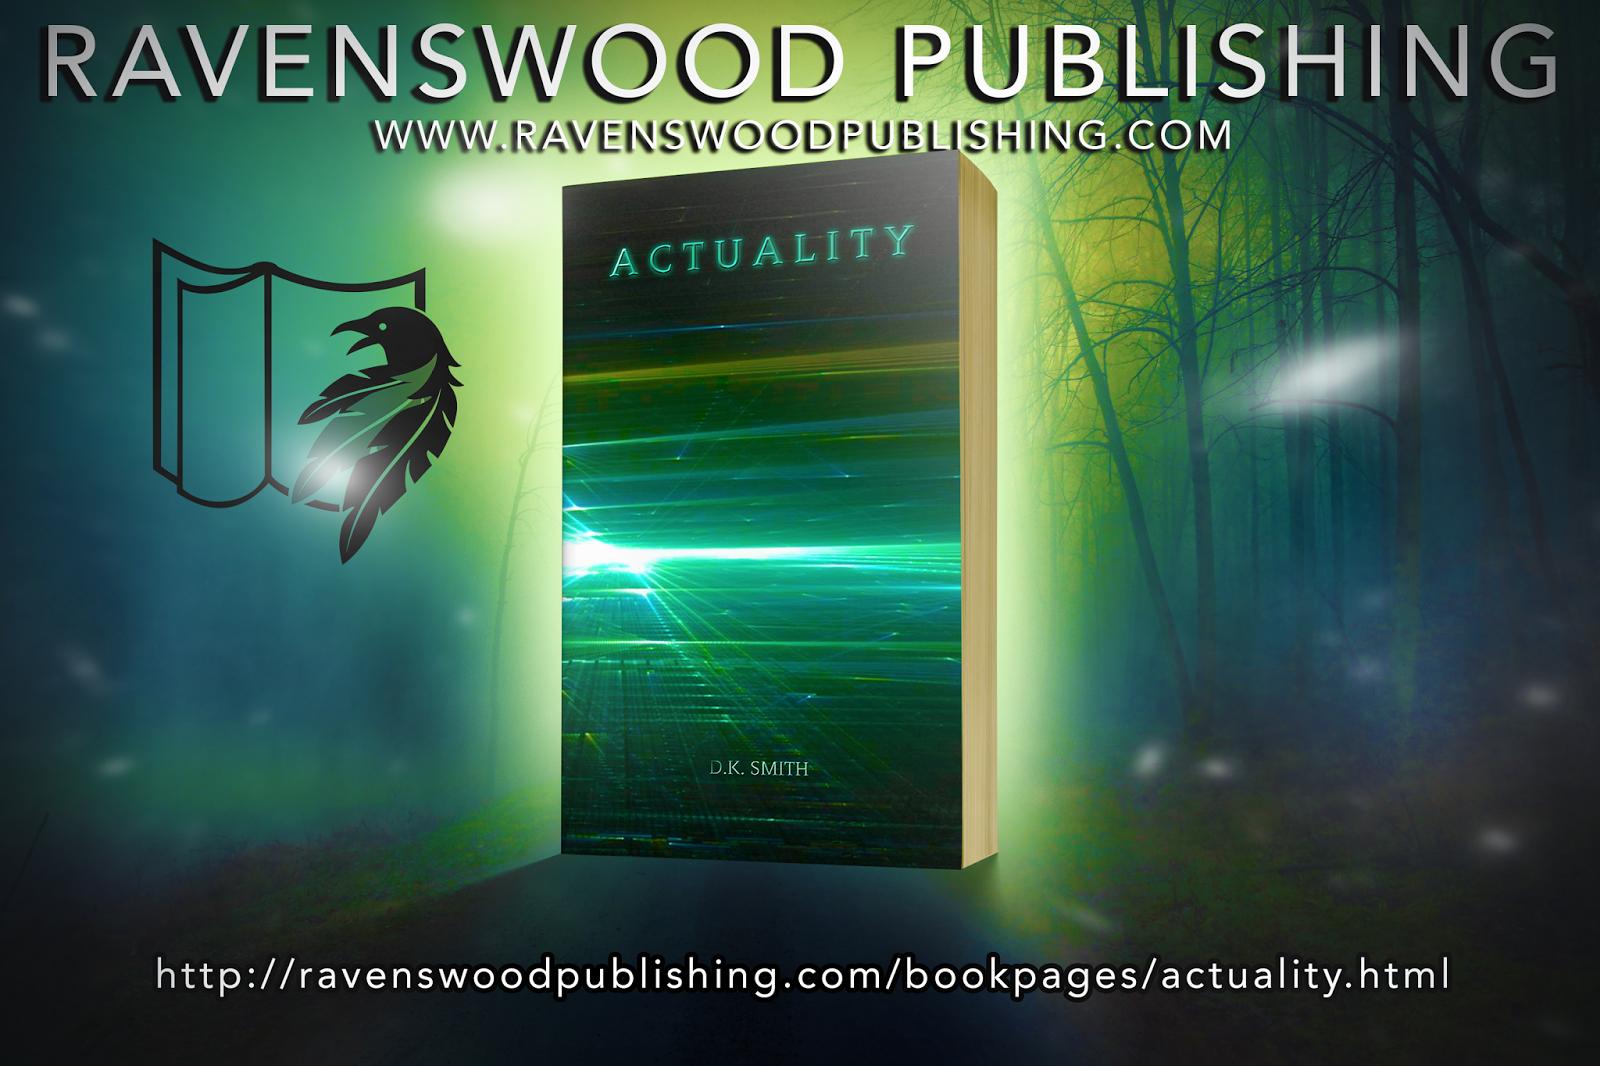 RAVENSWOOD PUBLISHING
WWW.RAVENSWOODPUBLISHING.COM
ACTUALITY
D.K. SMITH
http://ravenswoodpublishing.com/bookpages/actuality.html